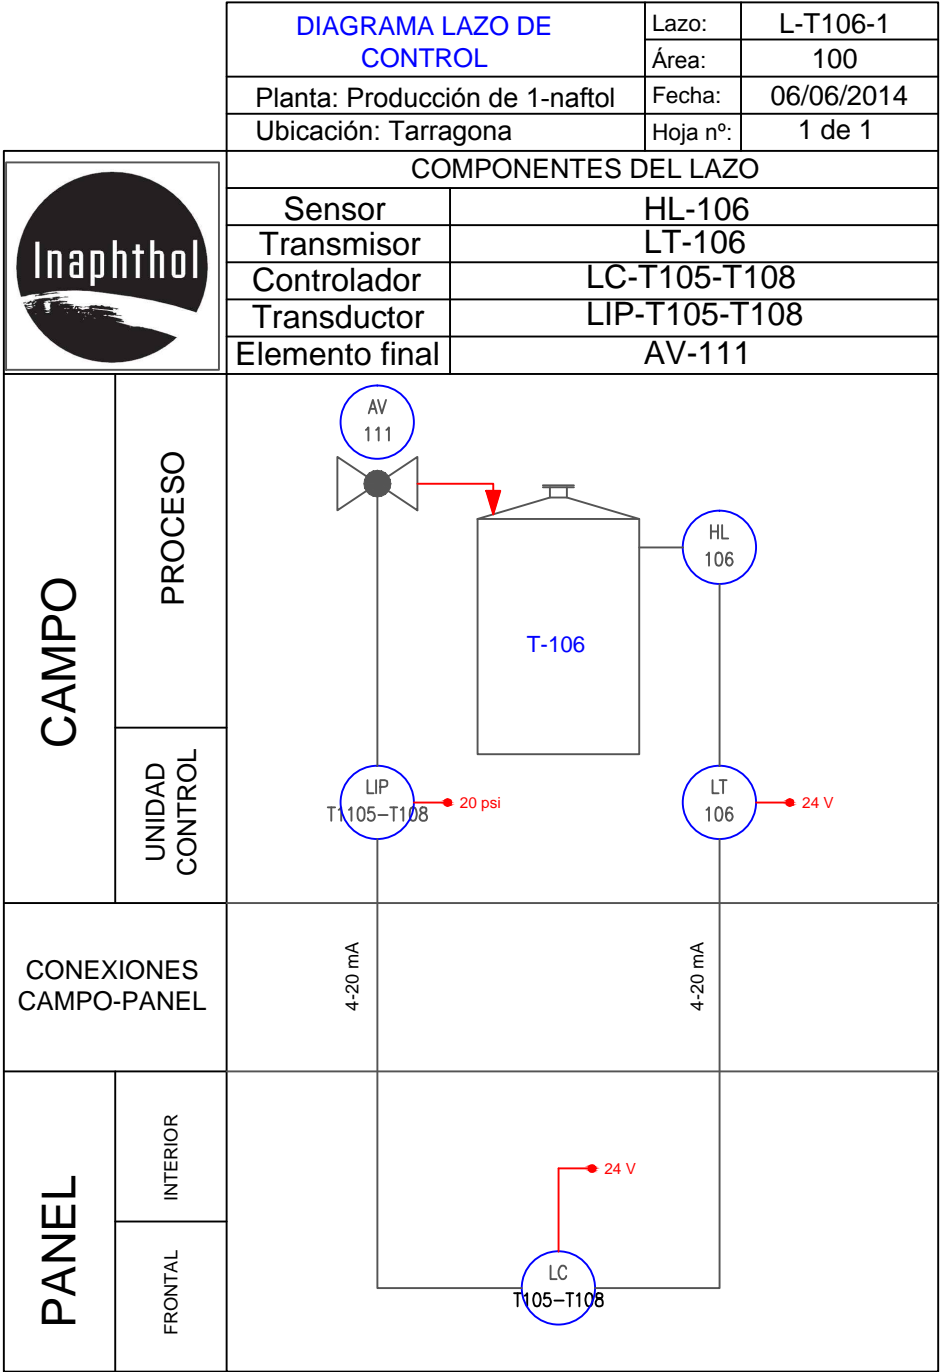 DIAGRAMA LAZO DE
CONTROL
Lazo: L-T106-1
Área: 100
Planta: Producción de 1-naftol
Fecha: 06/06/2014
Ubicación: Tarragona
Hoja nº: 1 de 1
Inaphthol
COMPONENTES DEL LAZO
Sensor HL-106
Transmisor LT-106
Controlador LC-T105-T108
Transductor LIP-T105-T108
Elemento final AV-111
CAMPO
PROCESO
AV
111
HL
106
T-106
UNIDAD
CONTROL
LIP
T1105-T108
20 psi
LT
106
24 V
CONEXIONES
CAMPO-PANEL
4-20 mA
4-20 mA
PANEL
INTERIOR
24 V
FRONTAL
LC
T105-T108